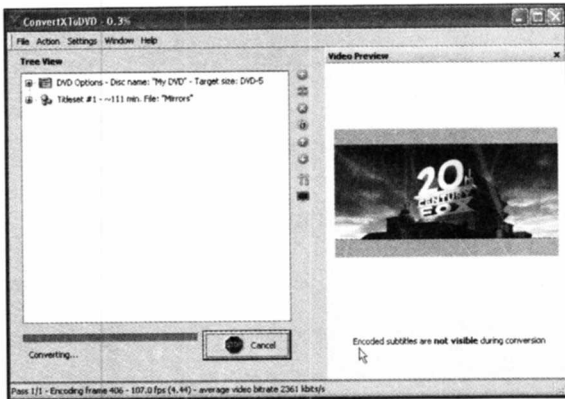 ConvertXToDVD - 0.3%
File Action Settings Window Help
Tree View
DVD Options - Disc name: "My DVD" - Target size: DVD-5
Titleset #1 - ~111 min. File: "Mirrors"
Converting...
STOP
Cancel
Video Preview
20TH
CENTURY
FOX
Encoded subtitles are not visible during conversion
Pass 1/1 - Encoding frame 406 - 107.0 fps (4.44) - average video bitrate 2361 kbits/s